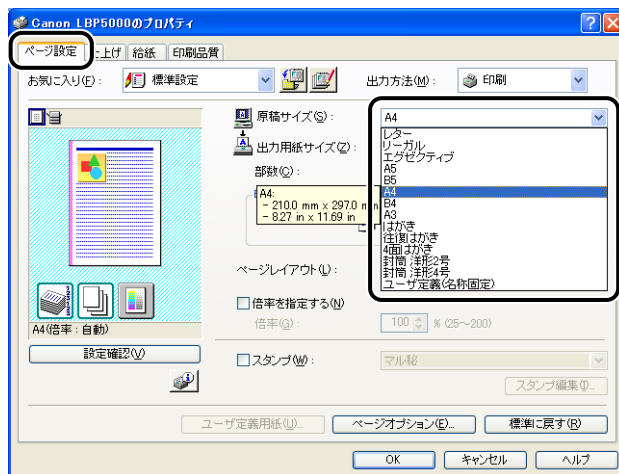 Canon LBP5000のプロパティ
ページ設定 仕上げ 給紙 印刷品質
お気に入り(F): 標準設定 出力方法(M): 印刷
原稿サイズ(S): A4
出力用紙サイズ(Z):
部数(C):
A4:
- 210.0 mm x 297.0 mm
- 8.27 in x 11.69 in
レター
リーガル
エグゼクティブ
A5
B5
A4
B4
A3
はがき
往復はがき
4面はがき
封筒 洋形2号
封筒 洋形4号
ユーザ定義(名称固定)
ページレイアウト(L):
倍率を指定する(N)
倍率(G): 100 % (25～200)
A4(倍率:自動)
設定確認(V)
スタンプ(W): マル秘
スタンプ編集(I)...
ユーザ定義用紙(U)... ページオプション(E)... 標準に戻す(R)
OK キャンセル ヘルプ